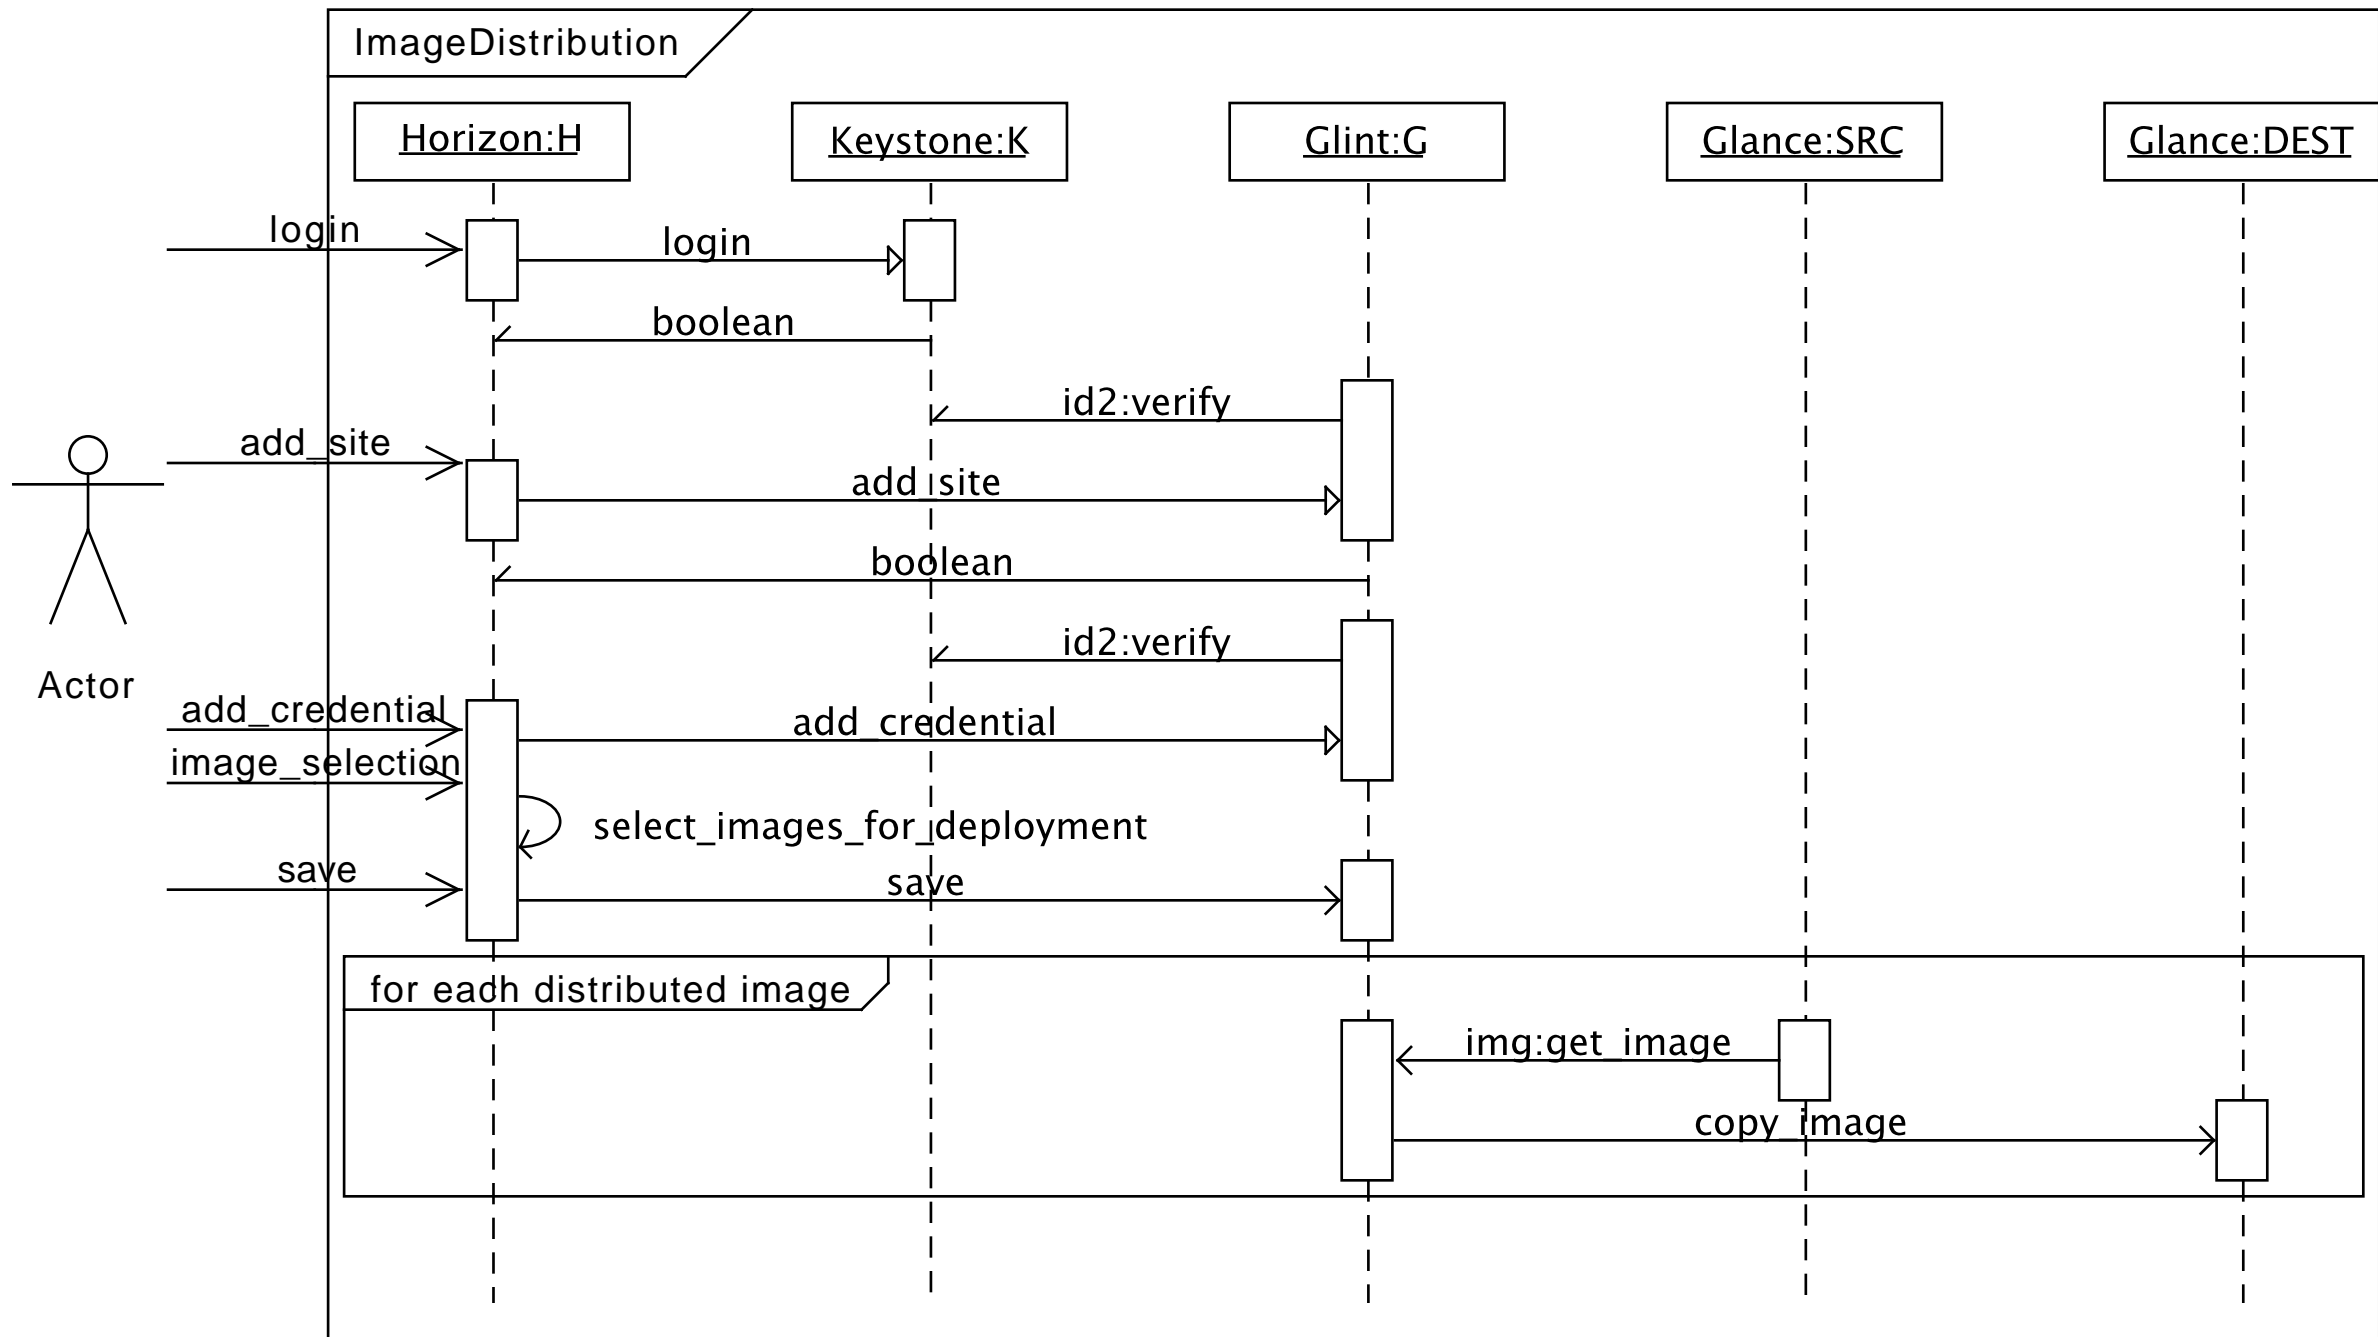 ImageDistribution
Horizon:H
Keystone:K
Glint:G
Glance:SRC
Glance:DEST
login
login
boolean
id2:verify
add_site
add_site
boolean
id2:verify
Actor
add_credential
add_credential
image_selection
select_images_for_deployment
save
save
for each distributed image
img:get_image
copy_image